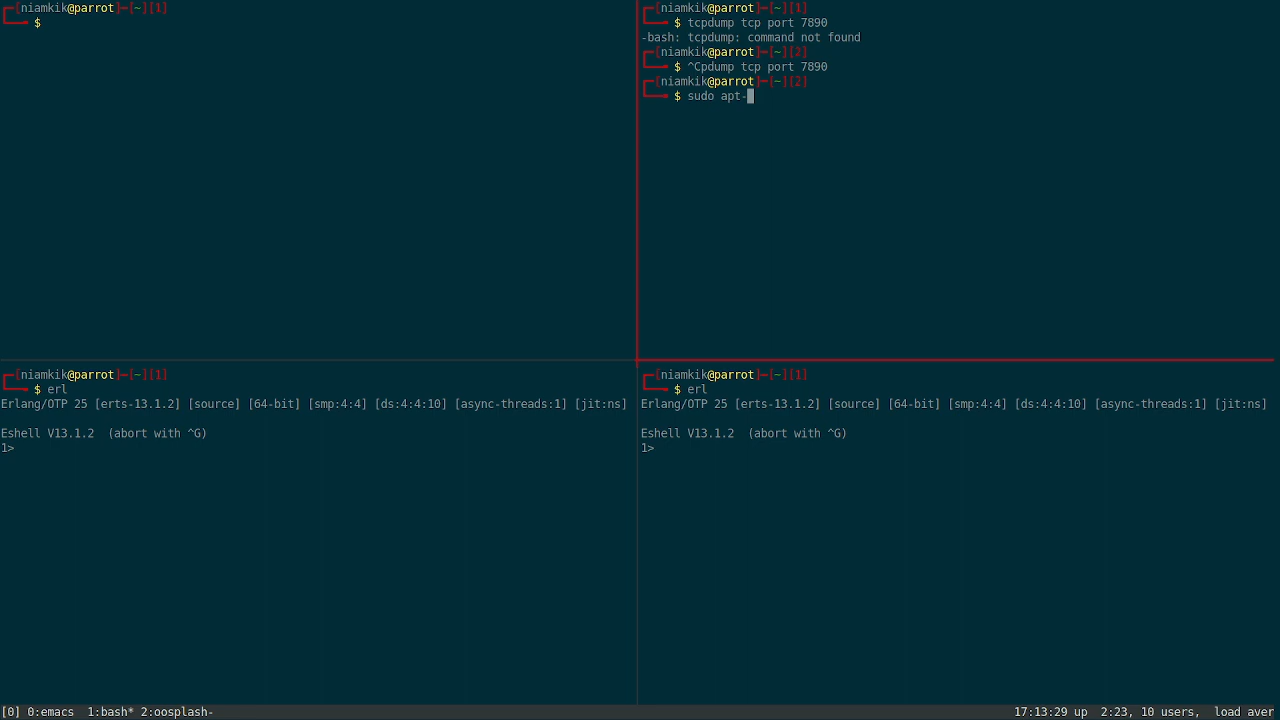 ┌─[niamkik@parrot]─[~][1]
└──╼ $
┌─[niamkik@parrot]─[~][1]
└──╼ $ tcpdump tcp port 7890
-bash: tcpdump: command not found
┌─[niamkik@parrot]─[~][2]
└──╼ $ ^Cpdump tcp port 7890
┌─[niamkik@parrot]─[~][2]
└──╼ $ sudo apt-
┌─[niamkik@parrot]─[~][1]
└──╼ $ erl
Erlang/OTP 25 [erts-13.1.2] [source] [64-bit] [smp:4:4] [ds:4:4:10] [async-threads:1] [jit:ns]
Eshell V13.1.2  (abort with ^G)
1>
┌─[niamkik@parrot]─[~][1]
└──╼ $ erl
Erlang/OTP 25 [erts-13.1.2] [source] [64-bit] [smp:4:4] [ds:4:4:10] [async-threads:1] [jit:ns]
Eshell V13.1.2  (abort with ^G)
1>
[0] 0:emacs  1:bash* 2:oosplash-  17:13:29 up  2:23, 10 users,  load aver